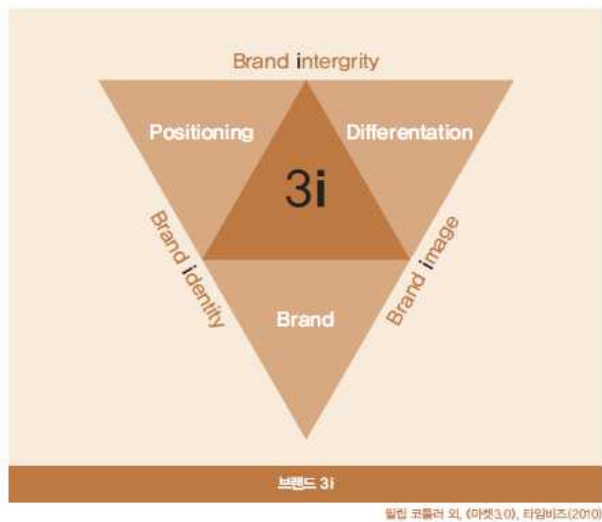 Brand intergrity
Positioning
Differentation
3i
Brand identity
Brand image
Brand
브랜드 3i
필립 코틀러 외, 《마켓3.0》, 타임비즈(2010)